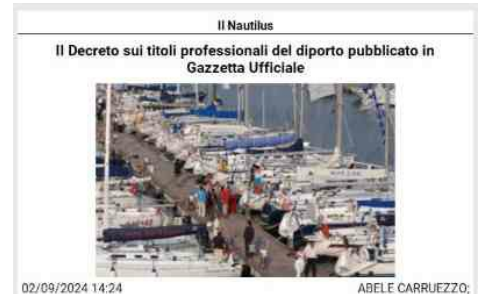 Il Nautilus
Il Decreto sui titoli professionali del diporto pubblicato in
Gazzetta Ufficiale
02/09/2024 14:24
ABELE CARRUEZZO;